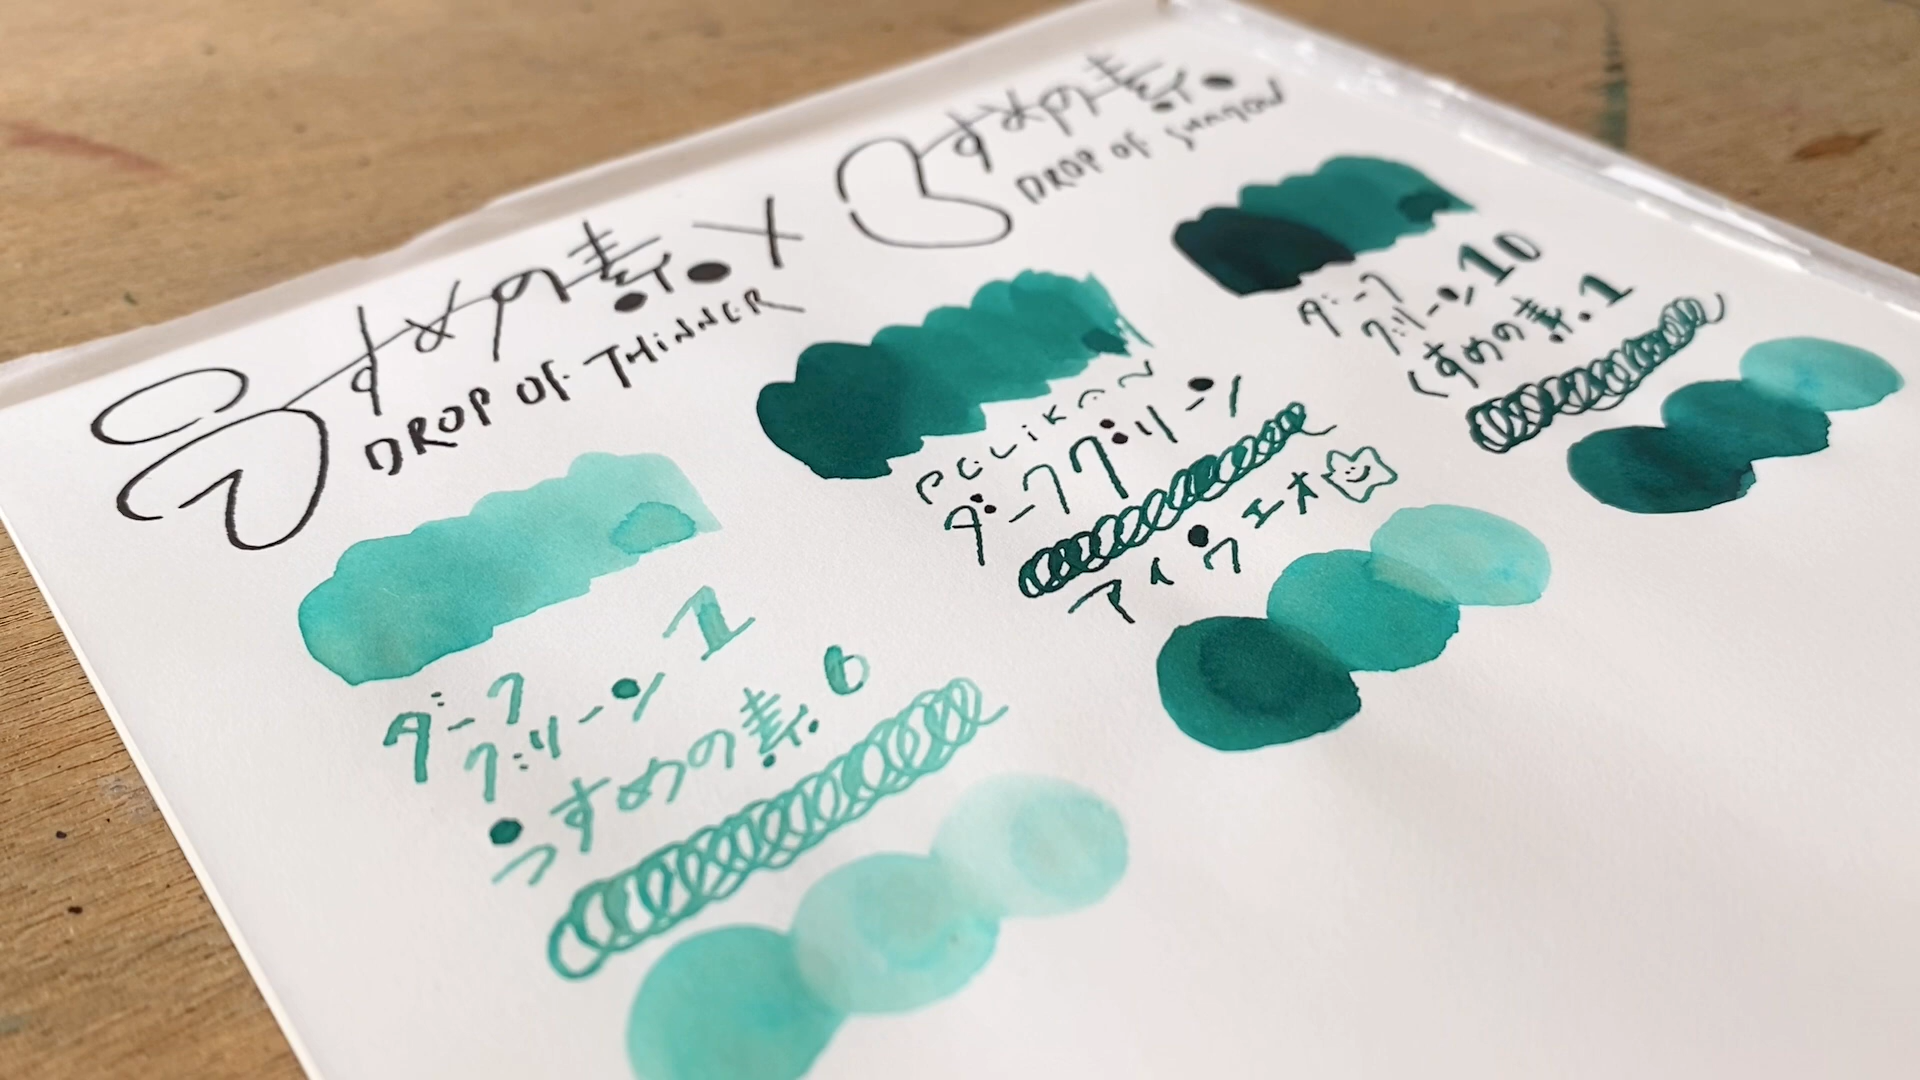 うすめの素。×くすめの素。
DROP OF THINNER
DROP OF SHADOW
ダーク
グリーン1
うすめの素。6
PELIKAN
ダークグリーン
アイウエオ
ダーク
グリーン10
くすめの素。1